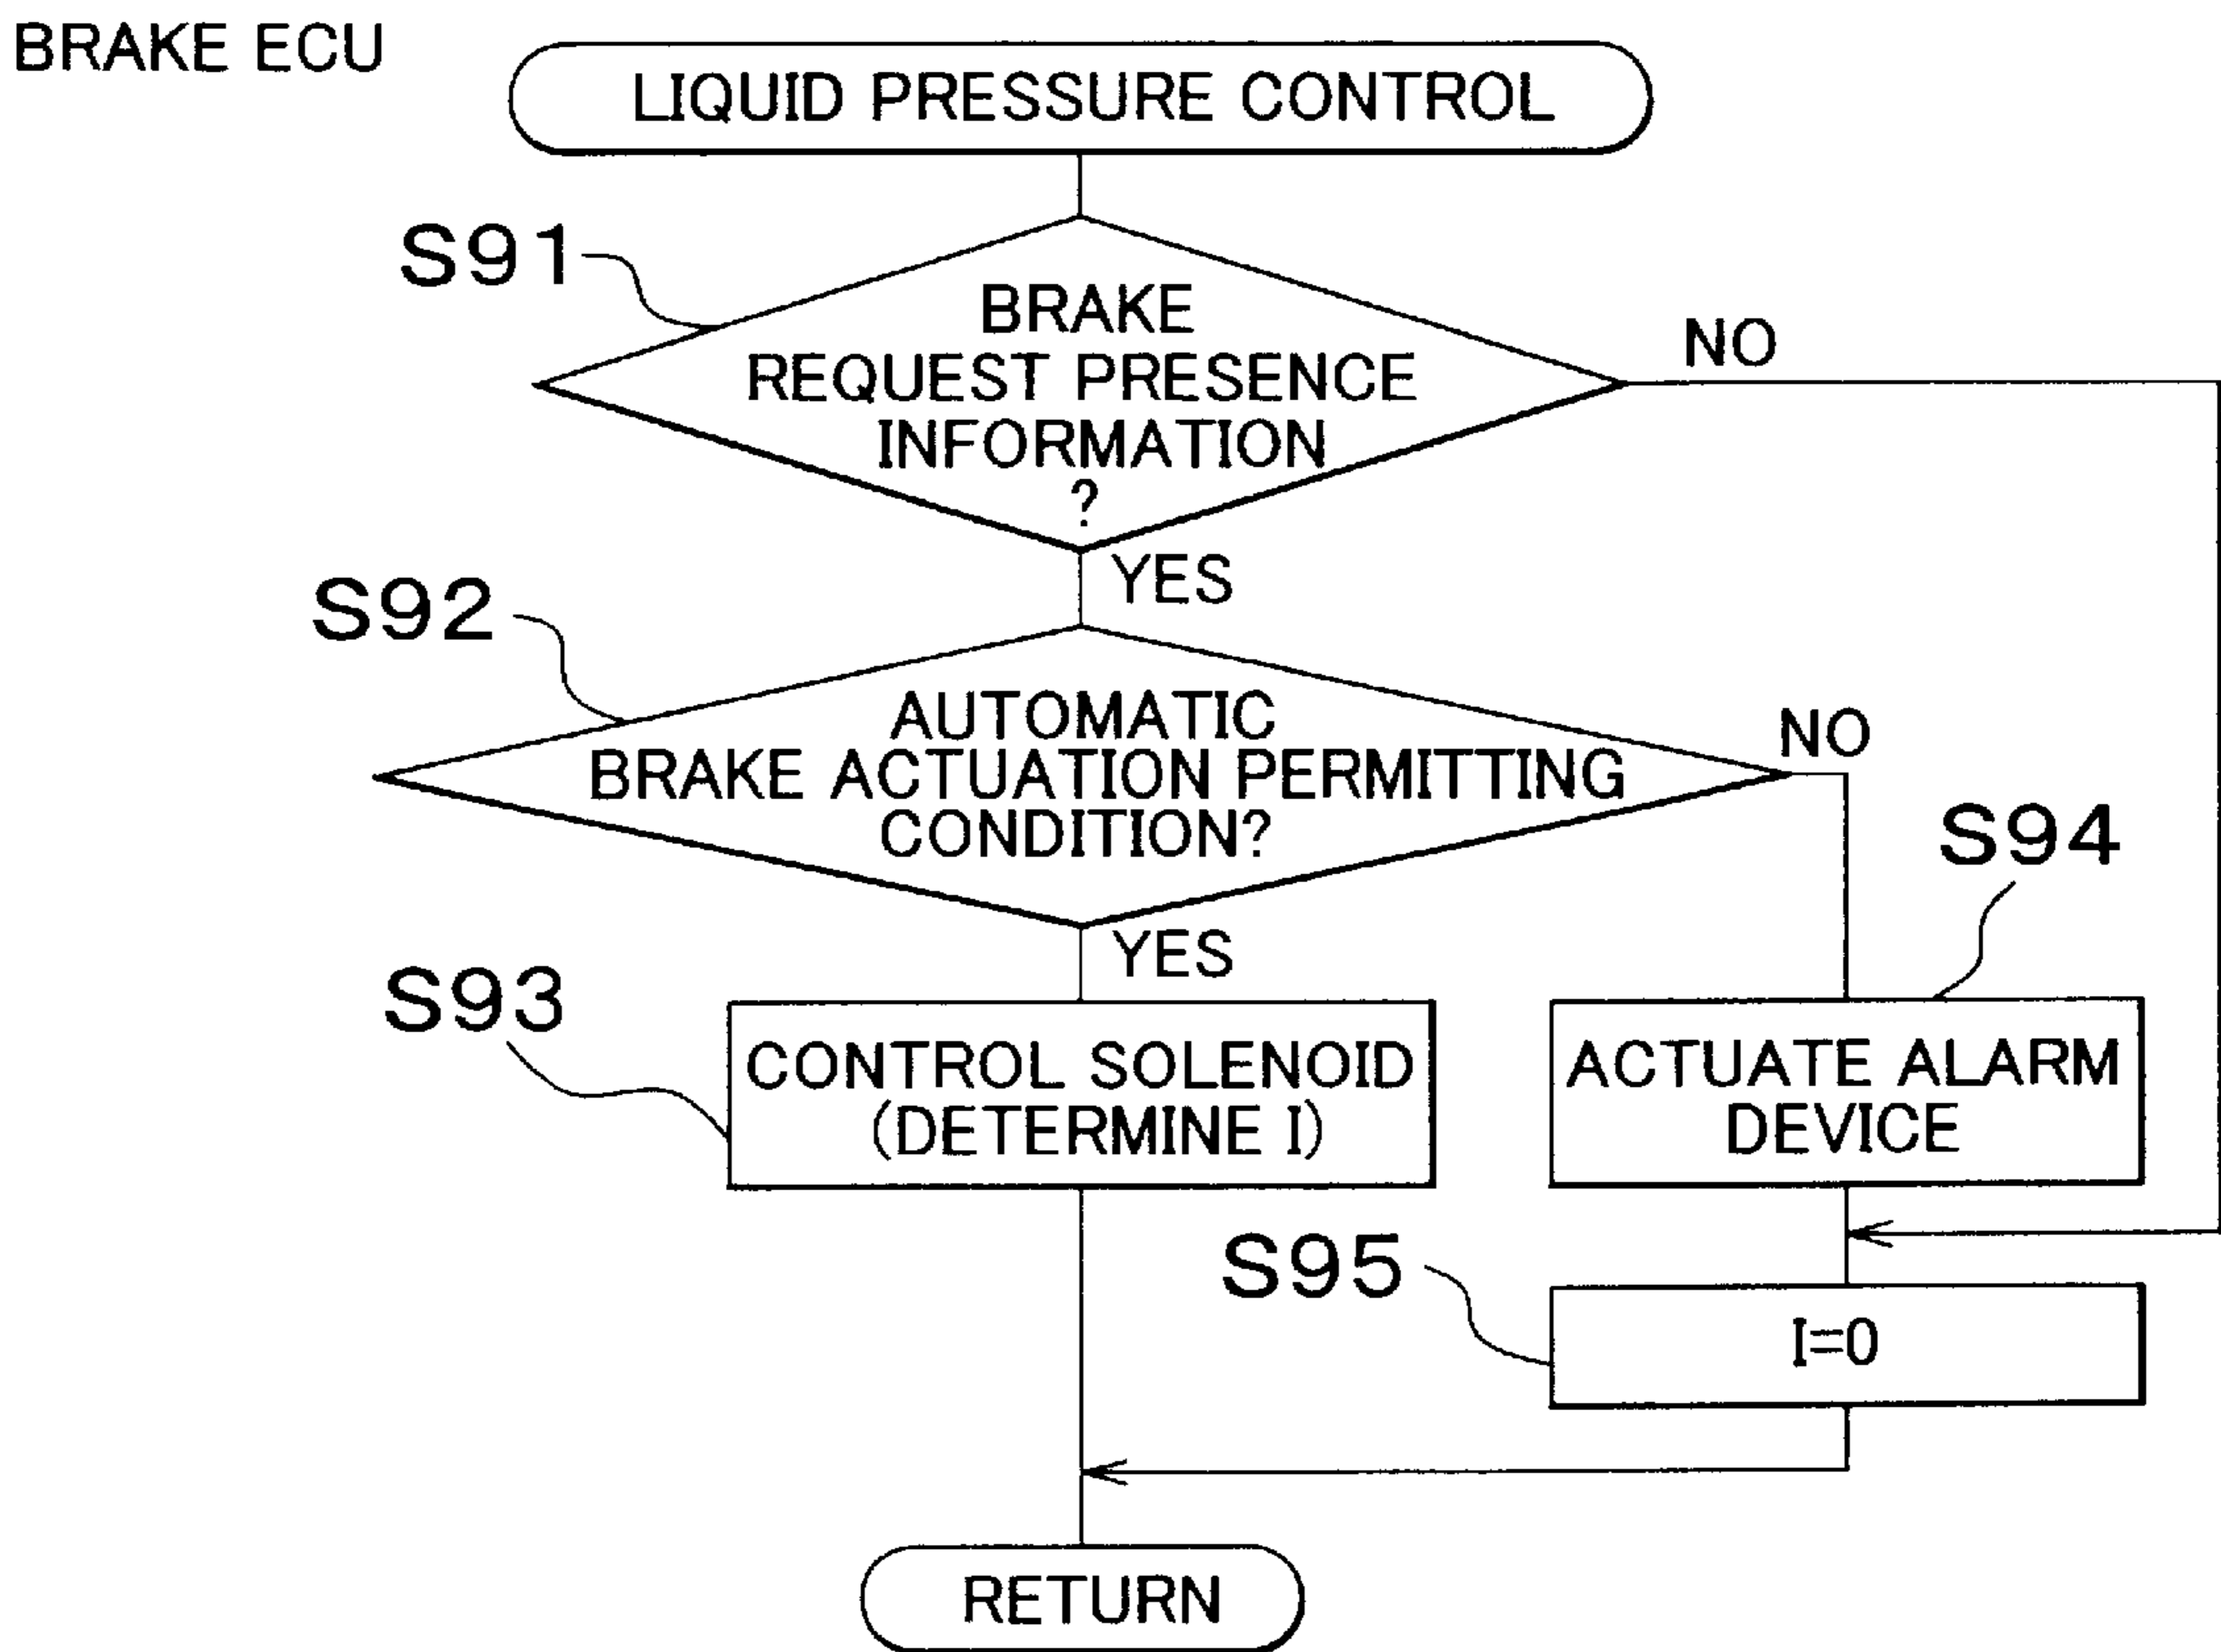 BRAKE ECU
LIQUID PRESSURE CONTROL
S91
BRAKE
REQUEST PRESENCE
INFORMATION
?
NO
YES
S92
AUTOMATIC
BRAKE ACTUATION PERMITTING
CONDITION?
NO
YES
S93
CONTROL SOLENOID
(DETERMINE I)
S94
ACTUATE ALARM
DEVICE
S95
I=0
RETURN